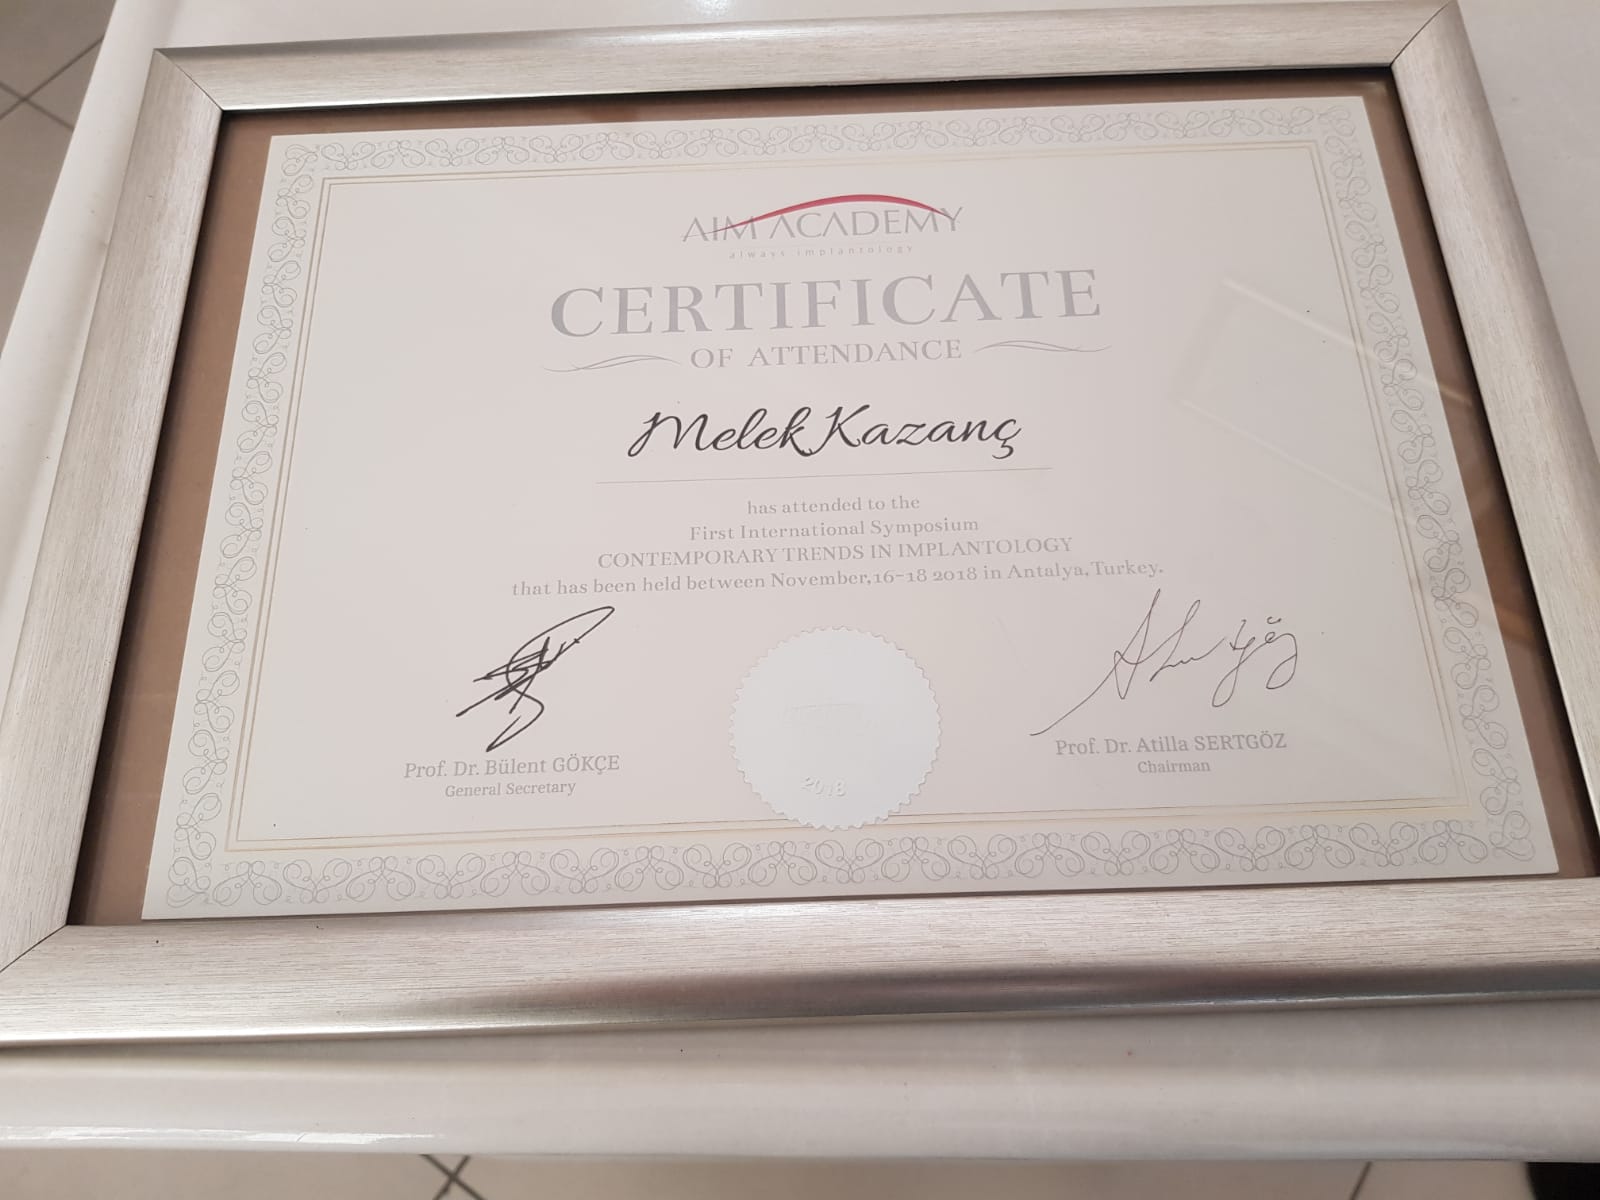 AIM ACADEMY
always implantology
CERTIFICATE
OF ATTENDANCE
Melek Kazanç
has attended to the
First International Symposium
CONTEMPORARY TRENDS IN IMPLANTOLOGY
that has been held between November,16-18 2018 in Antalya, Turkey.
Prof. Dr. Bülent GÖKÇE
General Secretary
2018
Prof. Dr. Atilla SERTGÖZ
Chairman